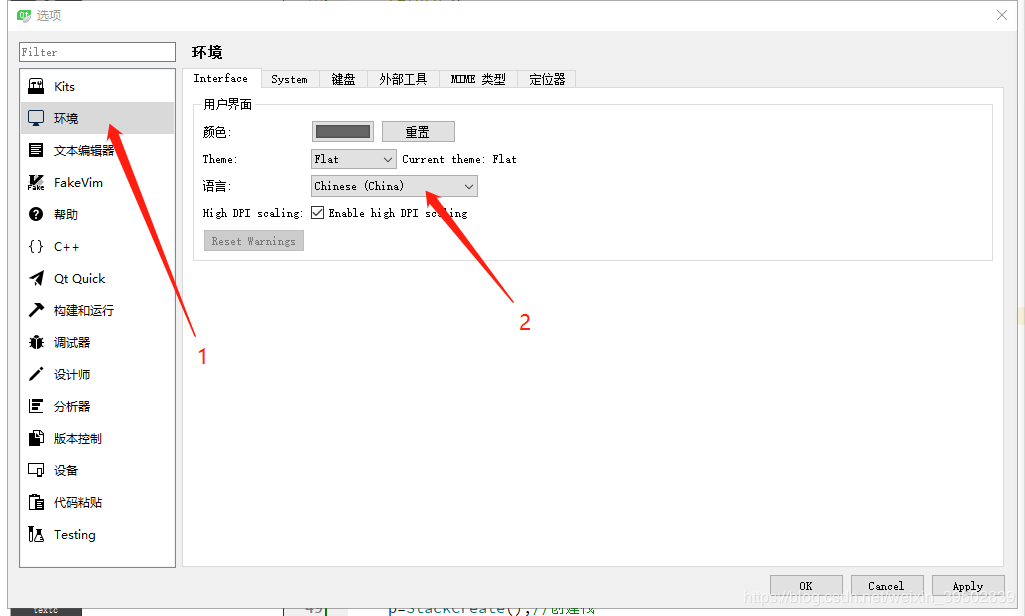 选项
Filter
Kits
环境
文本编辑器
FakeVim
帮助
C++
Qt Quick
构建和运行
调试器
设计师
分析器
版本控制
设备
代码粘贴
Testing
环境
Interface System 键盘 外部工具 MIME 类型 定位器
用户界面
颜色: 重置
Theme: Flat Current theme: Flat
语言: Chinese (China)
High DPI scaling: Enable high DPI scaling
Reset Warnings
1
2
OK Cancel Apply
https://blog.csdn.net/weixin_39502839